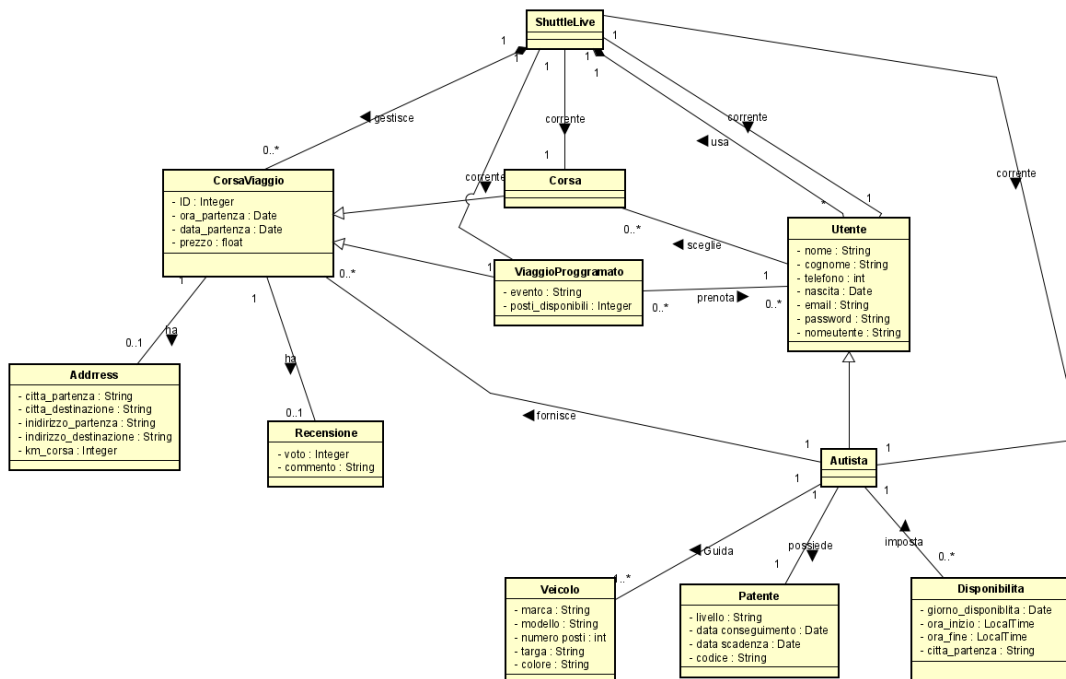 ShuttleLive
1
1
1
1
1
1
1
gestisce
corrente
corrente
usa
corrente
corrente
0..*
1
1
*
CorsaViaggio
- ID : Integer
- ora_partenza : Date
- data_partenza : Date
- prezzo : float
Corsa
0..*
sceglie
Utente
- nome : String
- cognome : String
- telefono : int
- nascita : Date
- email : String
- password : String
- nomeutente : String
1
ViaggioProggramato
- evento : String
- posti_disponibili : Integer
1
0..*
prenota
0..*
1
1
0..*
ha
0..1
ha
0..1
Addrress
- citta_partenza : String
- citta_destinazione : String
- inidirizzo_partenza : String
- indirizzo_destinazione : String
- km_corsa : Integer
Recensione
- voto : Integer
- commento : String
fornisce
1
1
Autista
1
1
1
Guida
possiede
imposta
1..*
1
0..*
Veicolo
- marca : String
- modello : String
- numero posti : int
- targa : String
- colore : String
Patente
- livello : String
- data conseguimento : Date
- data scadenza : Date
- codice : String
Disponibilita
- giorno_disponiblita : Date
- ora_inizio : LocalTime
- ora_fine : LocalTime
- citta_partenza : String